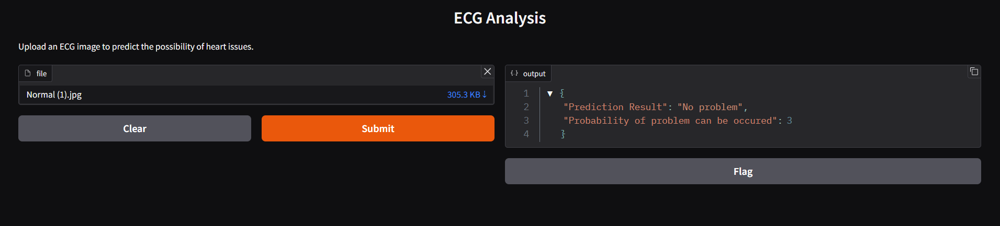 ECG Analysis
Upload an ECG image to predict the possibility of heart issues.
file
Normal (1).jpg 305.3 KB ⇣
Clear
Submit
{··} output
1 ▼ {
2 "Prediction Result": "No problem",
3 "Probability of problem can be occured": 3
4 }
Flag